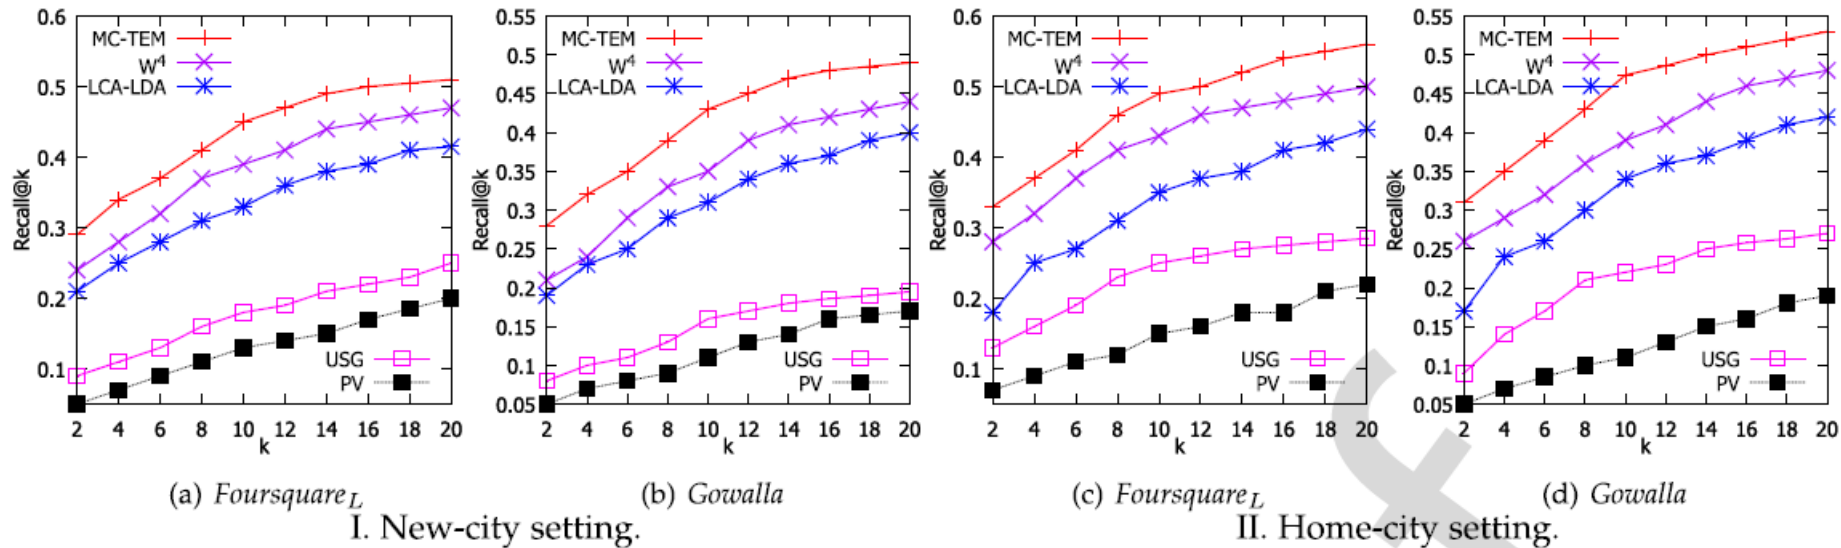 0.6
0.5
0.4
0.3
0.2
0.1
Recall@k
MC-TEM
W⁴
LCA-LDA
USG
PV
2 4 6 8 10 12 14 16 18 20
k
(a) Foursquare_L
0.55
0.5
0.45
0.4
0.35
0.3
0.25
0.2
0.15
0.1
0.05
Recall@k
MC-TEM
W⁴
LCA-LDA
USG
PV
2 4 6 8 10 12 14 16 18 20
k
(b) Gowalla
I. New-city setting.
0.6
0.5
0.4
0.3
0.2
0.1
Recall@k
MC-TEM
W⁴
LCA-LDA
USG
PV
2 4 6 8 10 12 14 16 18 20
k
(c) Foursquare_L
0.55
0.5
0.45
0.4
0.35
0.3
0.25
0.2
0.15
0.1
0.05
Recall@k
MC-TEM
W⁴
LCA-LDA
USG
PV
2 4 6 8 10 12 14 16 18 20
k
(d) Gowalla
II. Home-city setting.